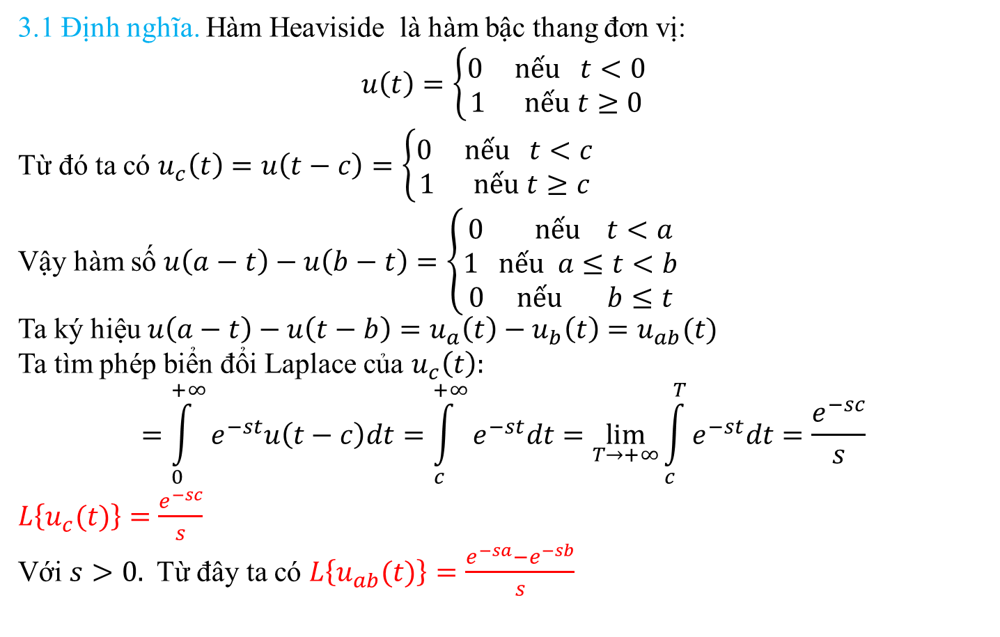 3.1 Định nghĩa. Hàm Heaviside là hàm bậc thang đơn vị:
u(t) = {0 nếu t < 0
1 nếu t ≥ 0
Từ đó ta có u_c(t) = u(t − c) = {0 nếu t < c
1 nếu t ≥ c
Vậy hàm số u(a − t) − u(b − t) = {0 nếu t < a
1 nếu a ≤ t < b
0 nếu b ≤ t
Ta ký hiệu u(a − t) − u(t − b) = u_a(t) − u_b(t) = u_ab(t)
Ta tìm phép biển đổi Laplace của u_c(t):
= ∫_0^{+∞} e^{−st}u(t − c)dt = ∫_c^{+∞} e^{−st}dt = lim_{T→+∞} ∫_c^T e^{−st}dt = e^{−sc}/s
L{u_c(t)} = e^{−sc}/s
Với s > 0. Từ đây ta có L{u_ab(t)} = (e^{−sa}−e^{−sb})/s